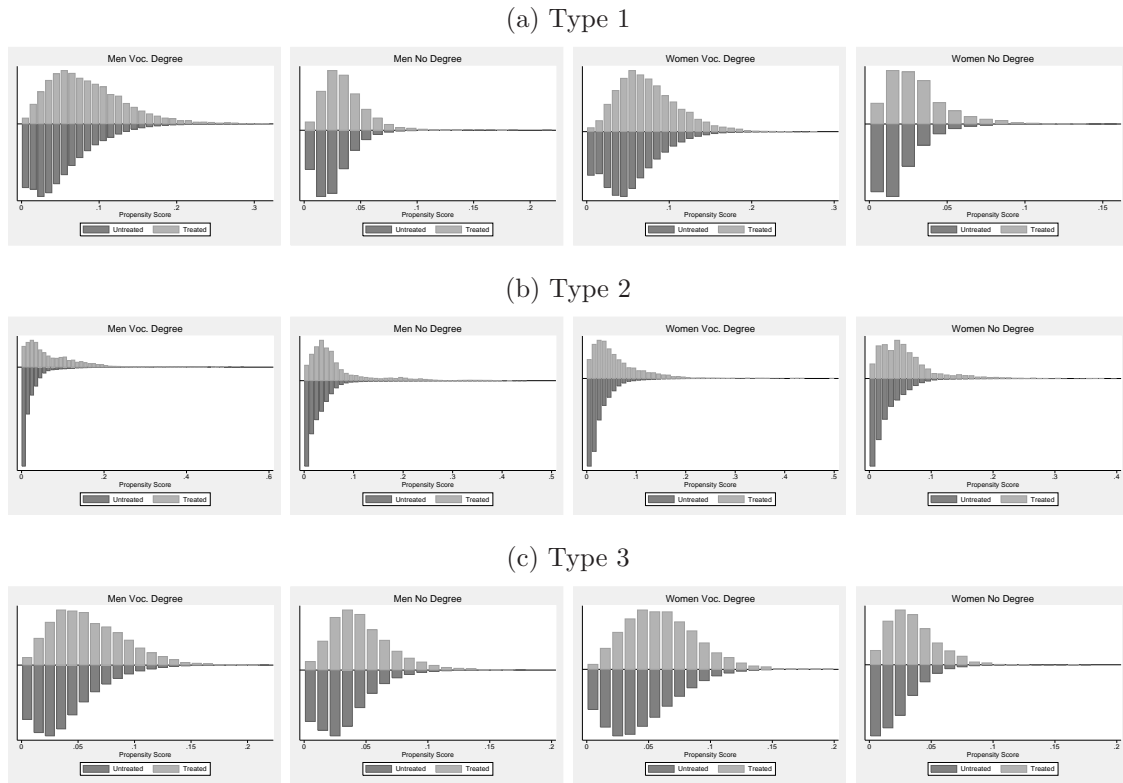 (a) Type 1
Men Voc. Degree
0 .1 .2 .3
Propensity Score
Untreated Treated
Men No Degree
0 .05 .1 .15 .2
Propensity Score
Untreated Treated
Women Voc. Degree
0 .1 .2 .3
Propensity Score
Untreated Treated
Women No Degree
0 .05 .1 .15
Propensity Score
Untreated Treated
(b) Type 2
Men Voc. Degree
0 .2 .4 .6
Propensity Score
Untreated Treated
Men No Degree
0 .1 .2 .3 .4 .5
Propensity Score
Untreated Treated
Women Voc. Degree
0 .1 .2 .3 .4 .5
Propensity Score
Untreated Treated
Women No Degree
0 .1 .2 .3 .4
Propensity Score
Untreated Treated
(c) Type 3
Men Voc. Degree
0 .05 .1 .15 .2
Propensity Score
Untreated Treated
Men No Degree
0 .05 .1 .15 .2
Propensity Score
Untreated Treated
Women Voc. Degree
0 .05 .1 .15 .2
Propensity Score
Untreated Treated
Women No Degree
0 .05 .1 .15 .2
Propensity Score
Untreated Treated